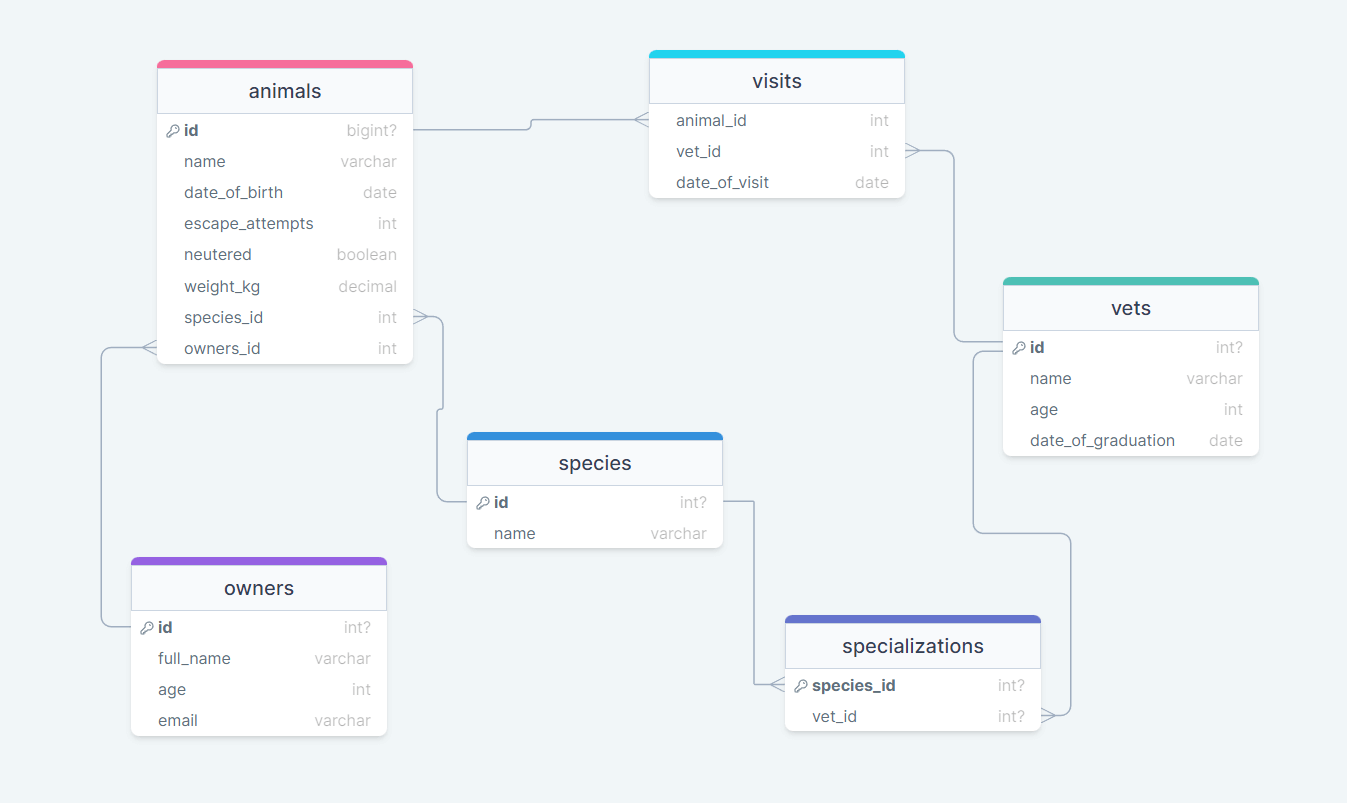 animals
id bigint?
name varchar
date_of_birth date
escape_attempts int
neutered boolean
weight_kg decimal
species_id int
owners_id int
visits
animal_id int
vet_id int
date_of_visit date
vets
id int?
name varchar
age int
date_of_graduation date
species
id int?
name varchar
owners
id int?
full_name varchar
age int
email varchar
specializations
species_id int?
vet_id int?